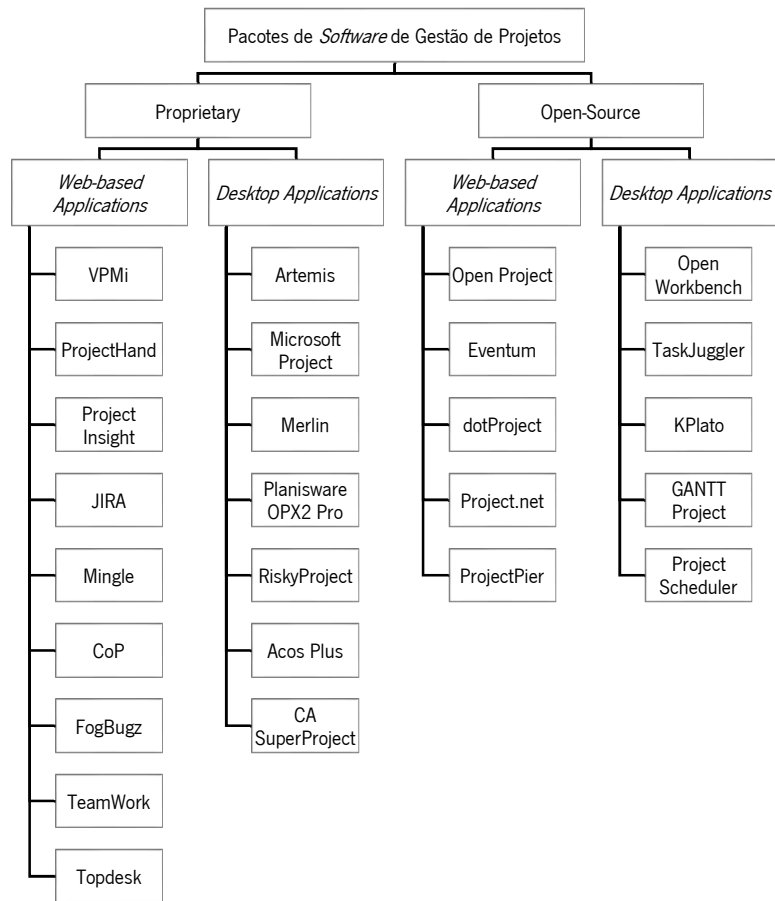 Pacotes de Software de Gestão de Projetos
Proprietary
Open-Source
Web-based
Applications
Desktop Applications
Web-based
Applications
Desktop Applications
VPMi
ProjectHand
Project
Insight
JIRA
Mingle
CoP
FogBugz
TeamWork
Topdesk
Artemis
Microsoft
Project
Merlin
Planisware
OPX2 Pro
RiskyProject
Acos Plus
CA
SuperProject
Open Project
Eventum
dotProject
Project.net
ProjectPier
Open
Workbench
TaskJuggler
KPlato
GANTT
Project
Project
Scheduler